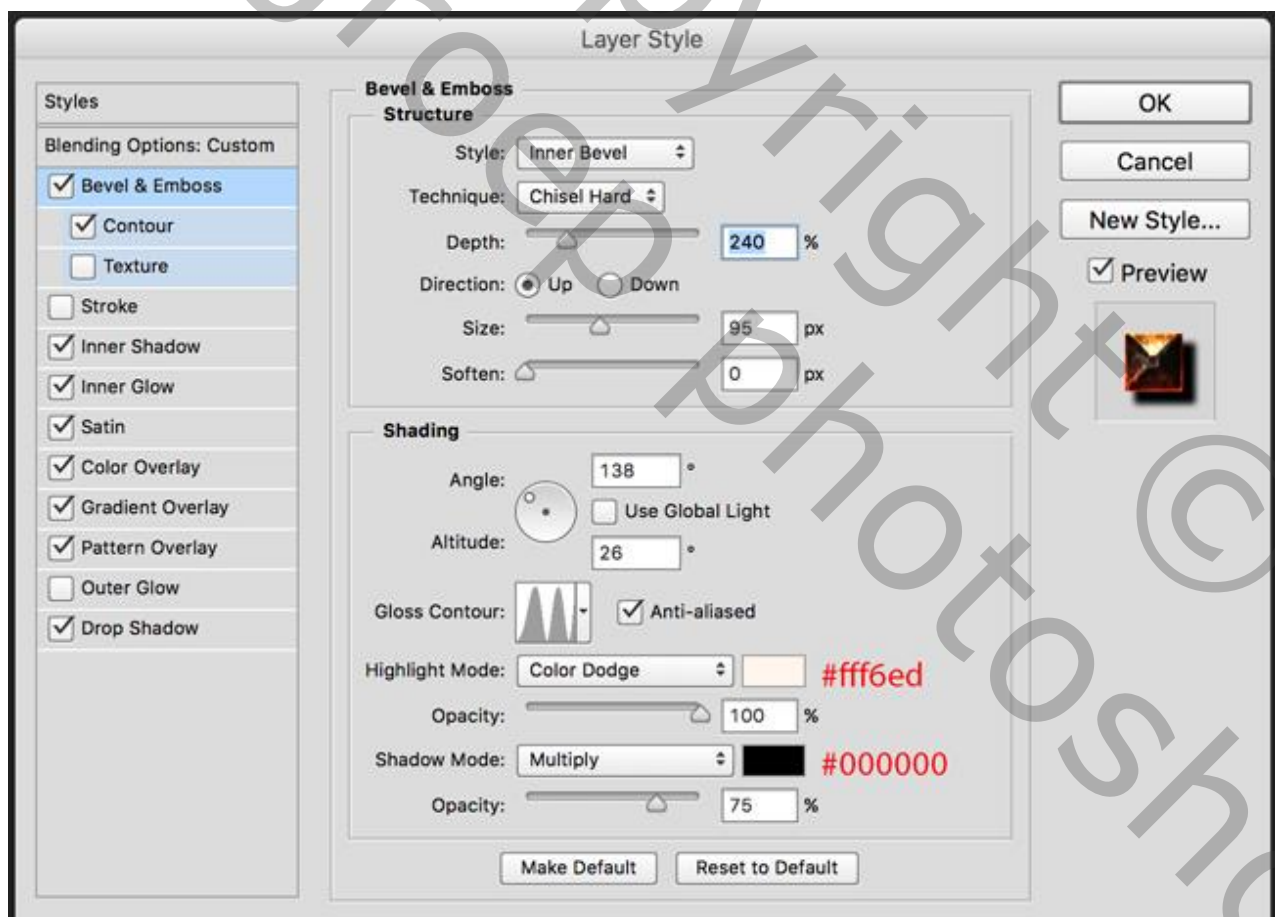 Layer Style
Styles
Blending Options: Custom
Bevel & Emboss
Contour
Texture
Stroke
Inner Shadow
Inner Glow
Satin
Color Overlay
Gradient Overlay
Pattern Overlay
Outer Glow
Drop Shadow
Bevel & Emboss
Structure
Style: Inner Bevel
Technique: Chisel Hard
Depth: 240 %
Direction: Up Down
Size: 95 px
Soften: 0 px
Shading
Angle: 138 °
Use Global Light
Altitude: 26 °
Gloss Contour: Anti-aliased
Highlight Mode: Color Dodge #fff6ed
Opacity: 100 %
Shadow Mode: Multiply #000000
Opacity: 75 %
Make Default Reset to Default
OK
Cancel
New Style...
Preview